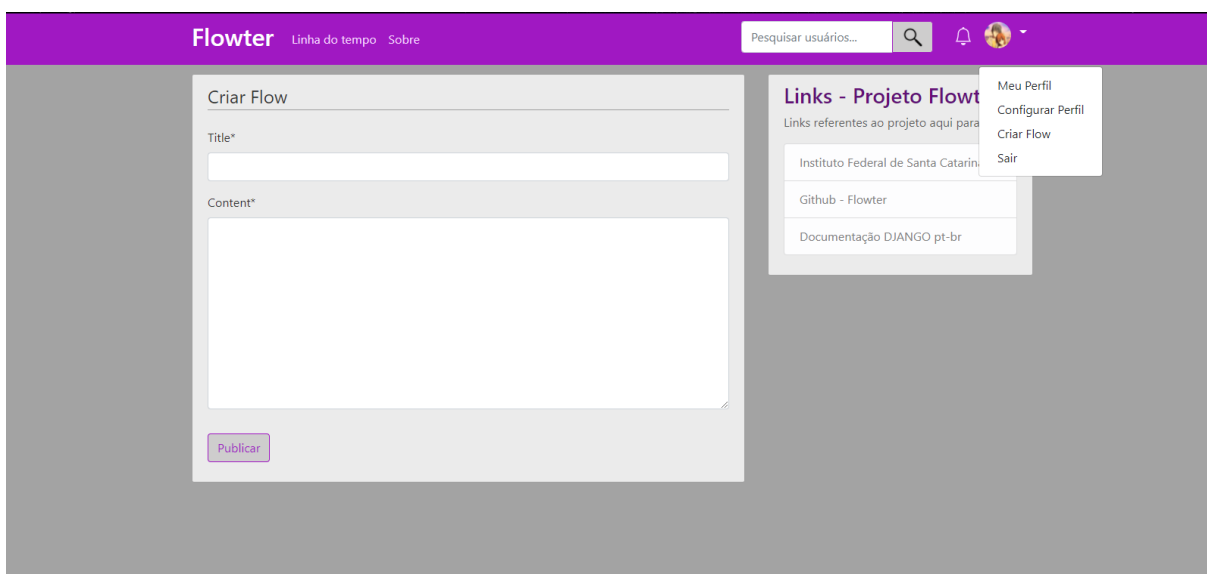 Flowter Linha do tempo Sobre Pesquisar usuários...
Criar Flow
Title*
Content*
Publicar
Links - Projeto Flowt
Links referentes ao projeto aqui para
Instituto Federal de Santa Catarin
Github - Flowter
Documentação DJANGO pt-br
Meu Perfil
Configurar Perfil
Criar Flow
Sair